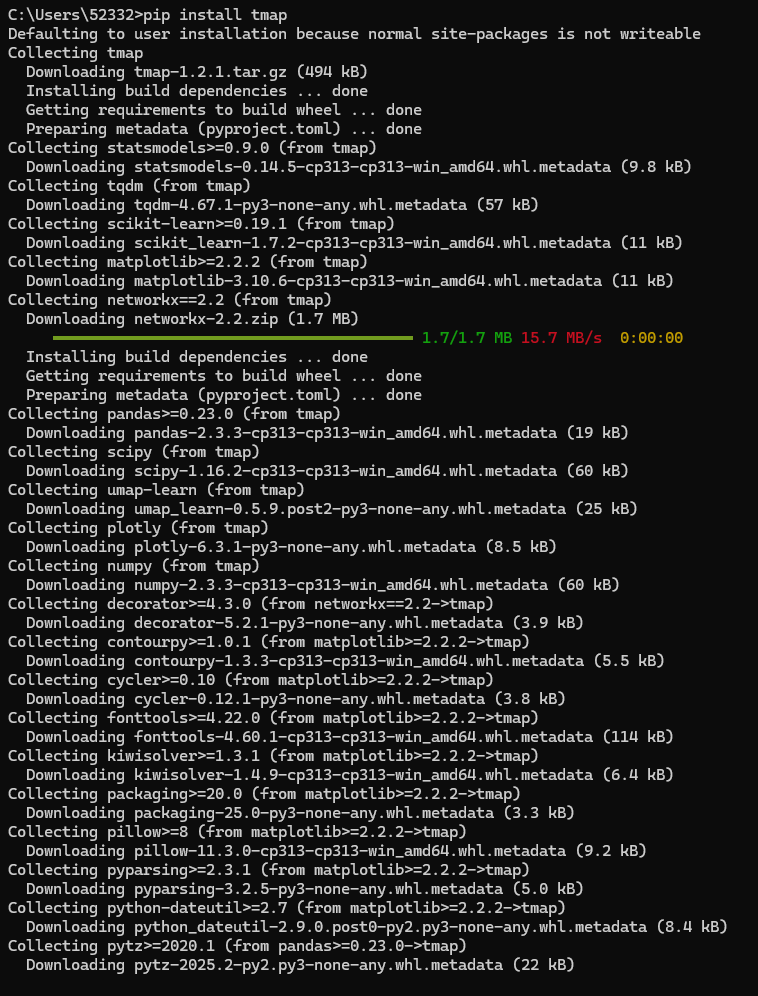 C:\Users\52332>pip install tmap
Defaulting to user installation because normal site-packages is not writeable
Collecting tmap
  Downloading tmap-1.2.1.tar.gz (494 kB)
  Installing build dependencies ... done
  Getting requirements to build wheel ... done
  Preparing metadata (pyproject.toml) ... done
Collecting statsmodels>=0.9.0 (from tmap)
  Downloading statsmodels-0.14.5-cp313-cp313-win_amd64.whl.metadata (9.8 kB)
Collecting tqdm (from tmap)
  Downloading tqdm-4.67.1-py3-none-any.whl.metadata (57 kB)
Collecting scikit-learn>=0.19.1 (from tmap)
  Downloading scikit_learn-1.7.2-cp313-cp313-win_amd64.whl.metadata (11 kB)
Collecting matplotlib>=2.2.2 (from tmap)
  Downloading matplotlib-3.10.6-cp313-cp313-win_amd64.whl.metadata (11 kB)
Collecting networkx==2.2 (from tmap)
  Downloading networkx-2.2.zip (1.7 MB)
1.7/1.7 MB 15.7 MB/s  0:00:00
  Installing build dependencies ... done
  Getting requirements to build wheel ... done
  Preparing metadata (pyproject.toml) ... done
Collecting pandas>=0.23.0 (from tmap)
  Downloading pandas-2.3.3-cp313-cp313-win_amd64.whl.metadata (19 kB)
Collecting scipy (from tmap)
  Downloading scipy-1.16.2-cp313-cp313-win_amd64.whl.metadata (60 kB)
Collecting umap-learn (from tmap)
  Downloading umap_learn-0.5.9.post2-py3-none-any.whl.metadata (25 kB)
Collecting plotly (from tmap)
  Downloading plotly-6.3.1-py3-none-any.whl.metadata (8.5 kB)
Collecting numpy (from tmap)
  Downloading numpy-2.3.3-cp313-cp313-win_amd64.whl.metadata (60 kB)
Collecting decorator>=4.3.0 (from networkx==2.2->tmap)
  Downloading decorator-5.2.1-py3-none-any.whl.metadata (3.9 kB)
Collecting contourpy>=1.0.1 (from matplotlib>=2.2.2->tmap)
  Downloading contourpy-1.3.3-cp313-cp313-win_amd64.whl.metadata (5.5 kB)
Collecting cycler>=0.10 (from matplotlib>=2.2.2->tmap)
  Downloading cycler-0.12.1-py3-none-any.whl.metadata (3.8 kB)
Collecting fonttools>=4.22.0 (from matplotlib>=2.2.2->tmap)
  Downloading fonttools-4.60.1-cp313-cp313-win_amd64.whl.metadata (114 kB)
Collecting kiwisolver>=1.3.1 (from matplotlib>=2.2.2->tmap)
  Downloading kiwisolver-1.4.9-cp313-cp313-win_amd64.whl.metadata (6.4 kB)
Collecting packaging>=20.0 (from matplotlib>=2.2.2->tmap)
  Downloading packaging-25.0-py3-none-any.whl.metadata (3.3 kB)
Collecting pillow>=8 (from matplotlib>=2.2.2->tmap)
  Downloading pillow-11.3.0-cp313-cp313-win_amd64.whl.metadata (9.2 kB)
Collecting pyparsing>=2.3.1 (from matplotlib>=2.2.2->tmap)
  Downloading pyparsing-3.2.5-py3-none-any.whl.metadata (5.0 kB)
Collecting python-dateutil>=2.7 (from matplotlib>=2.2.2->tmap)
  Downloading python_dateutil-2.9.0.post0-py2.py3-none-any.whl.metadata (8.4 kB)
Collecting pytz>=2020.1 (from pandas>=0.23.0->tmap)
  Downloading pytz-2025.2-py2.py3-none-any.whl.metadata (22 kB)